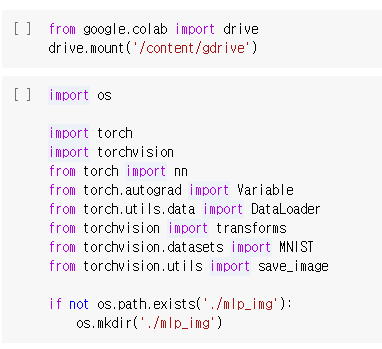 [ ] from google.colab import drive
drive.mount('/content/gdrive')
[ ] import os
import torch
import torchvision
from torch import nn
from torch.autograd import Variable
from torch.utils.data import DataLoader
from torchvision import transforms
from torchvision.datasets import MNIST
from torchvision.utils import save_image
if not os.path.exists('./mlp_img'):
    os.mkdir('./mlp_img')